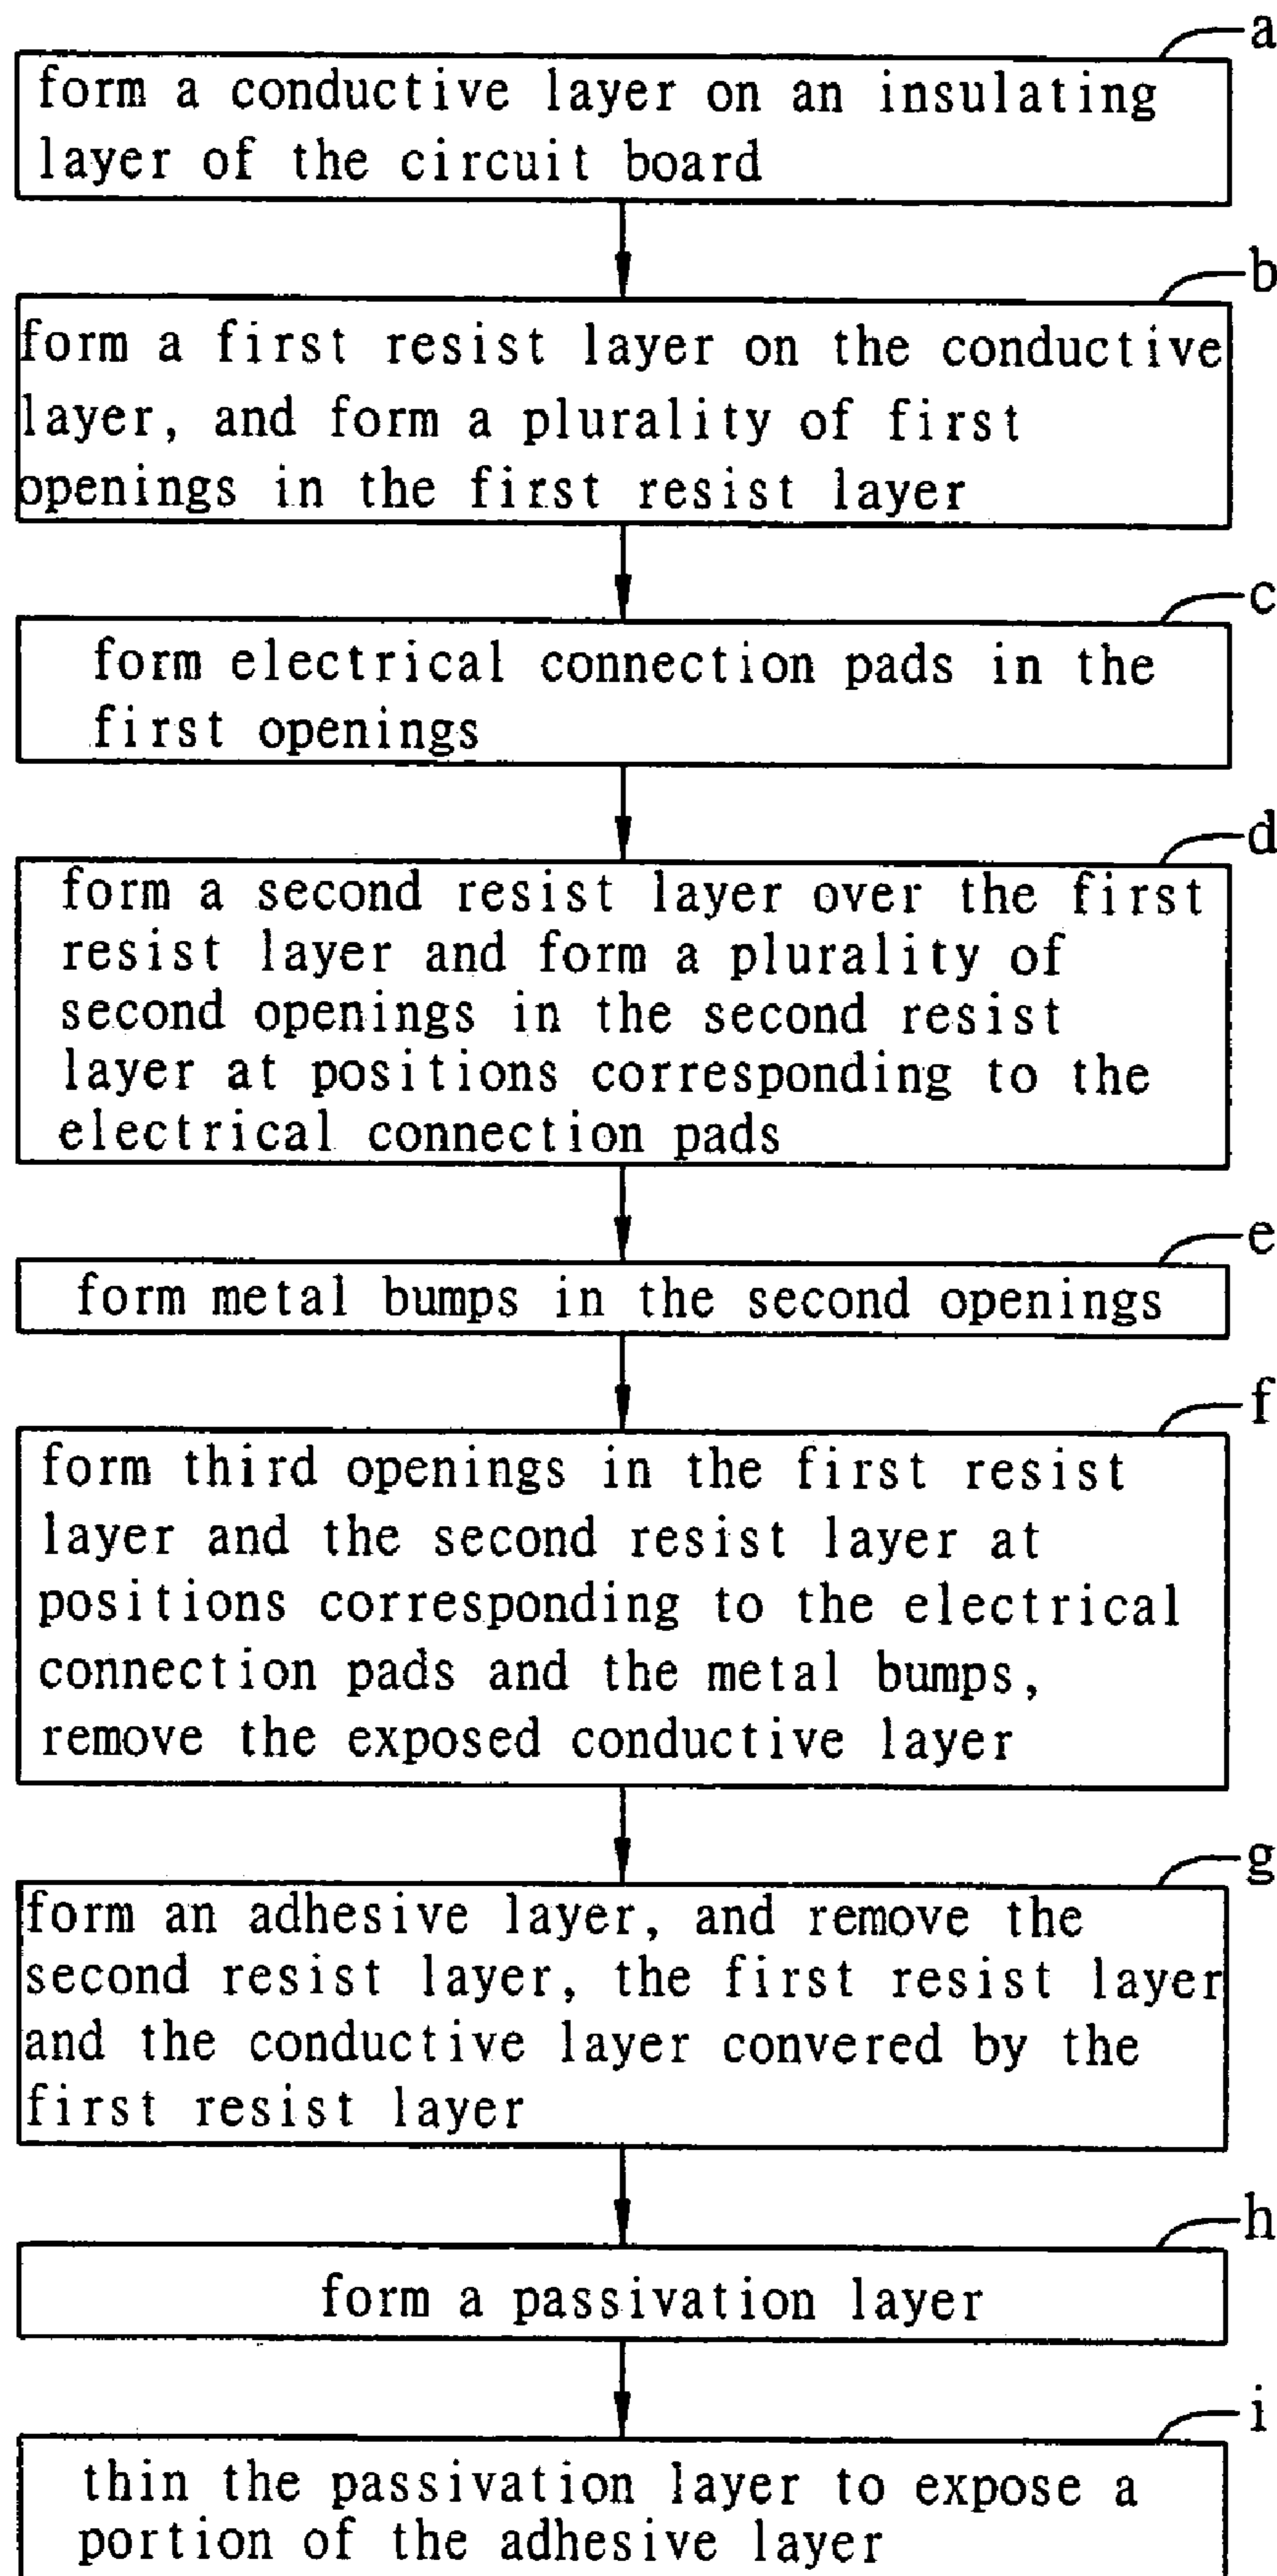 a
form a conductive layer on an insulating
layer of the circuit board
b
form a first resist layer on the conductive
layer, and form a plurality of first
openings in the first resist layer
c
form electrical connection pads in the
first openings
d
form a second resist layer over the first
resist layer and form a plurality of
second openings in the second resist
layer at positions corresponding to the
electrical connection pads
e
form metal bumps in the second openings
f
form third openings in the first resist
layer and the second resist layer at
positions corresponding to the electrical
connection pads and the metal bumps,
remove the exposed conductive layer
g
form an adhesive layer, and remove the
second resist layer, the first resist layer
and the conductive layer convered by the
first resist layer
h
form a passivation layer
i
thin the passivation layer to expose a
portion of the adhesive layer